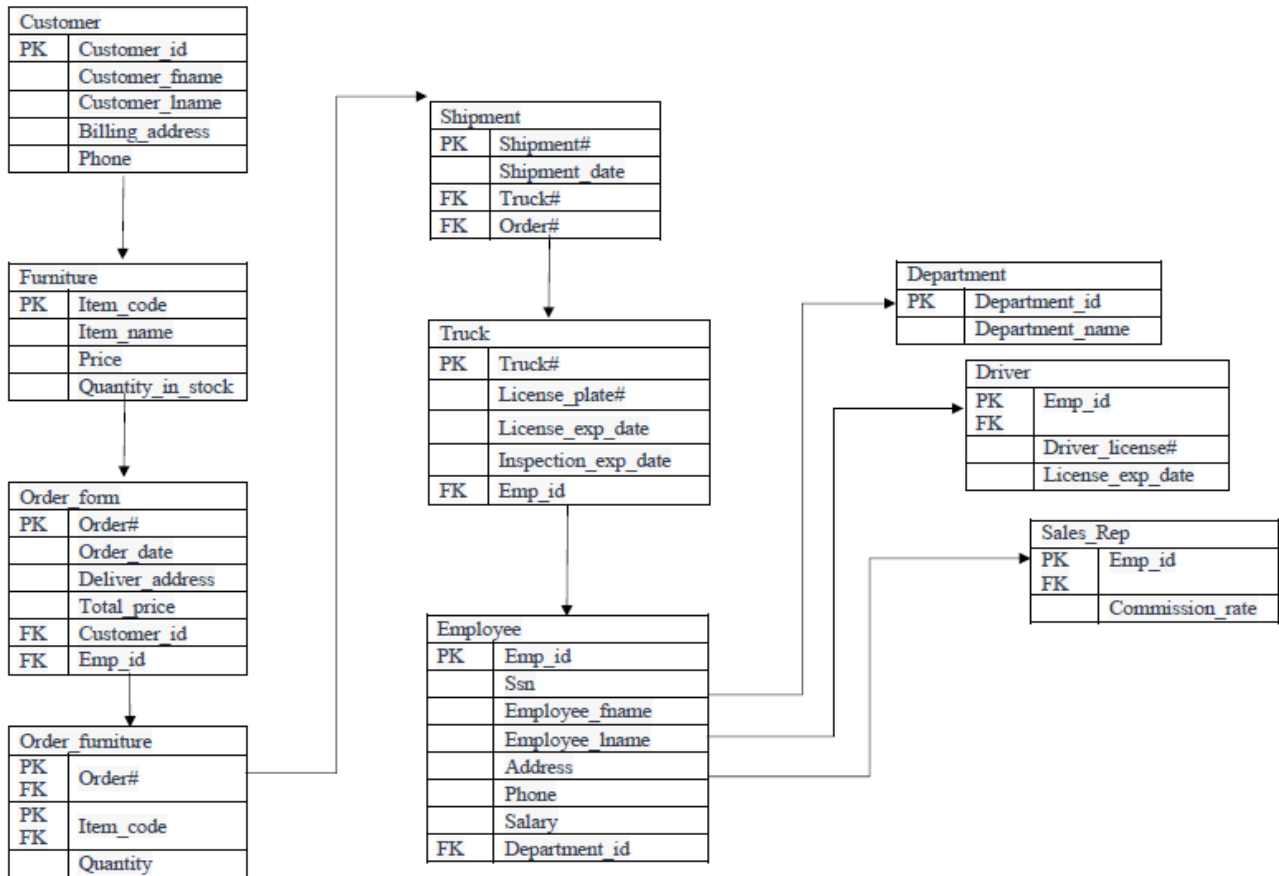 Customer
PK Customer_id
Customer_fname
Customer_lname
Billing_address
Phone
Furniture
PK Item_code
Item_name
Price
Quantity_in_stock
Order_form
PK Order#
Order_date
Deliver_address
Total_price
FK Customer_id
FK Emp_id
Order_furniture
PK
FK Order#
PK
FK Item_code
Quantity
Shipment
PK Shipment#
Shipment_date
FK Truck#
FK Order#
Truck
PK Truck#
License_plate#
License_exp_date
Inspection_exp_date
FK Emp_id
Employee
PK Emp_id
Ssn
Employee_fname
Employee_lname
Address
Phone
Salary
FK Department_id
Department
PK Department_id
Department_name
Driver
PK Emp_id
FK
Driver_license#
License_exp_date
Sales_Rep
PK Emp_id
FK
Commission_rate